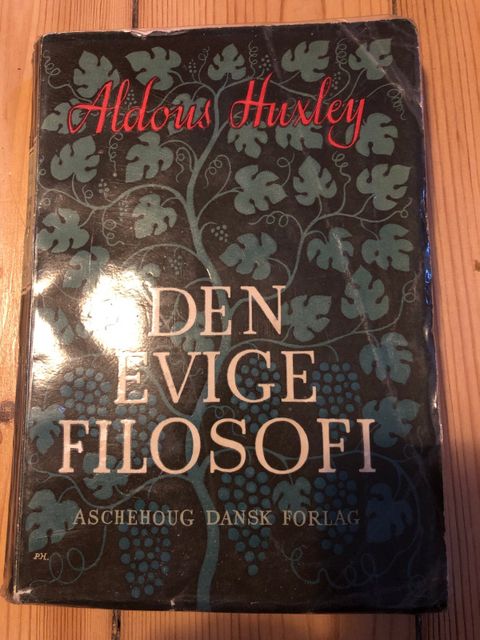 Aldous Huxley
DEN
EVIGE
FILOSOFI
ASCHEHOUG DANSK FORLAG
P.H.